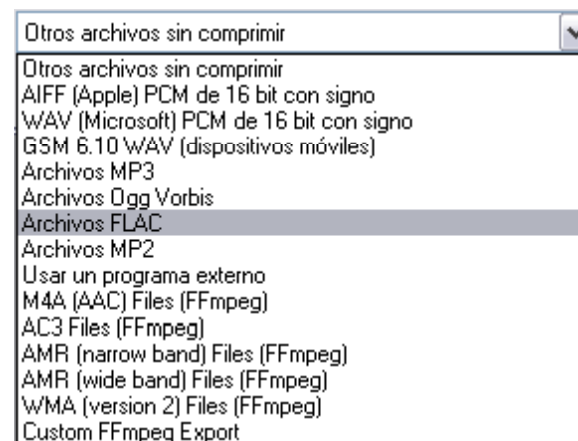 Otros archivos sin comprimir
Otros archivos sin comprimir
AIFF (Apple) PCM de 16 bit con signo
WAV (Microsoft) PCM de 16 bit con signo
GSM 6.10 WAV (dispositivos móviles)
Archivos MP3
Archivos Ogg Vorbis
Archivos FLAC
Archivos MP2
Usar un programa externo
M4A (AAC) Files (FFmpeg)
AC3 Files (FFmpeg)
AMR (narrow band) Files (FFmpeg)
AMR (wide band) Files (FFmpeg)
WMA (version 2) Files (FFmpeg)
Custom FFmpeg Export